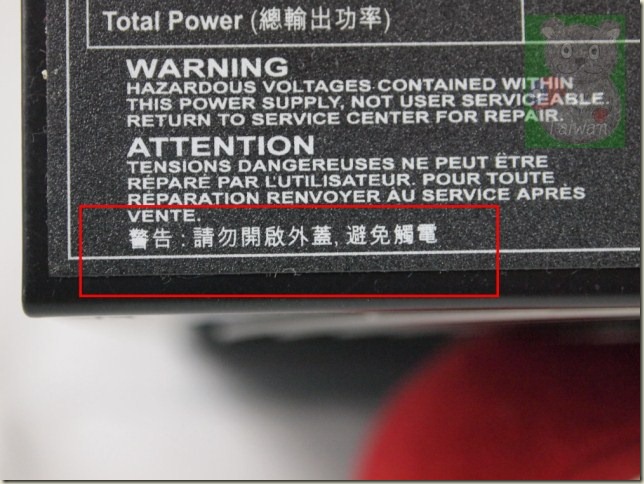 Total Power (總輸出功率)
WARNING
HAZARDOUS VOLTAGES CONTAINED WITHIN
THIS POWER SUPPLY, NOT USER SERVICEABLE.
RETURN TO SERVICE CENTER FOR REPAIR.
ATTENTION
TENSIONS DANGEREUSES NE PEUT ËTRE
RÉPARÉ PAR L'UTILISATEUR. POUR TOUTE
RÉPARATION RENVOYER AU SERVICE APRÈS
VENTE.
警告 : 請勿開啟外蓋, 避免觸電
Taiwan